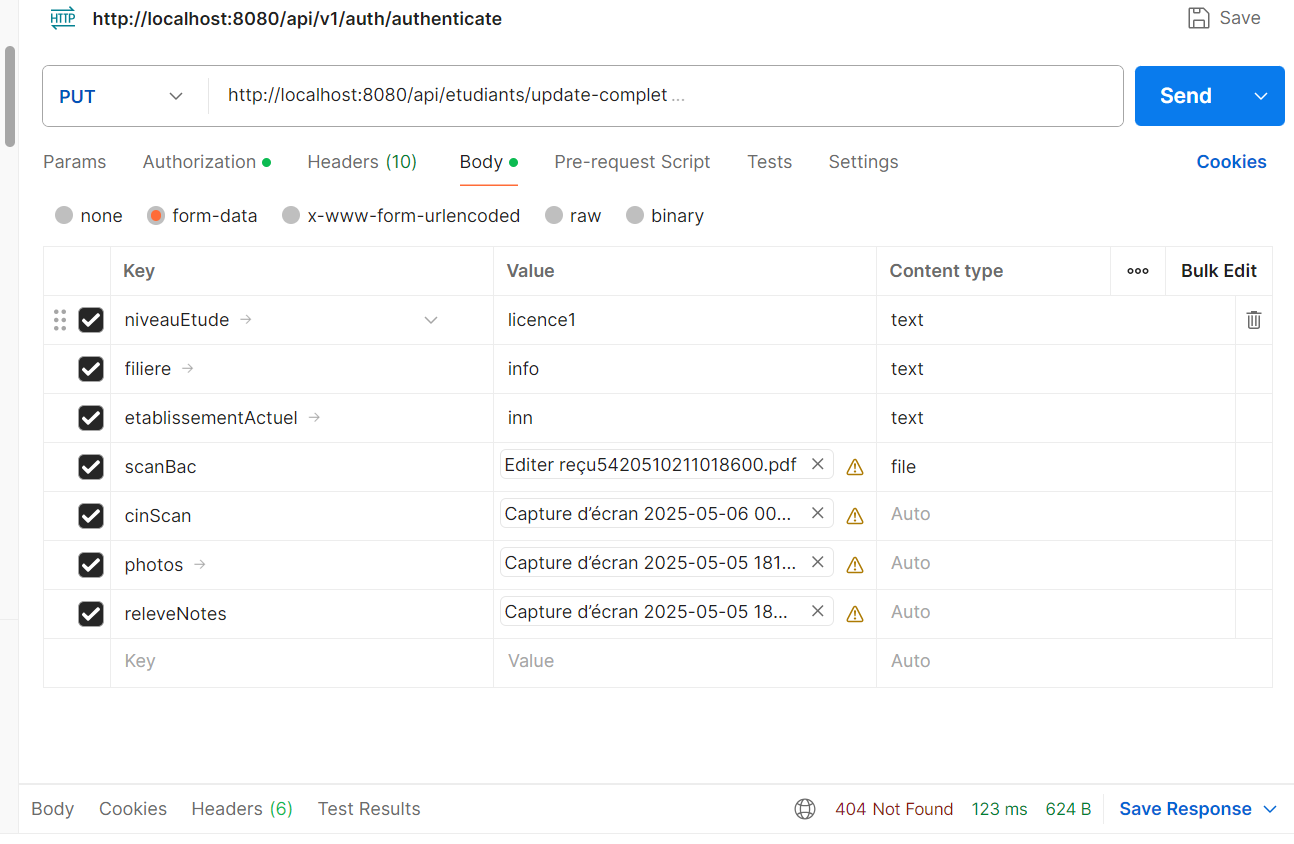 HTTP http://localhost:8080/api/v1/auth/authenticate Save
PUT http://localhost:8080/api/etudiants/update-complet ... Send
Params Authorization Headers (10) Body Pre-request Script Tests Settings Cookies
none form-data x-www-form-urlencoded raw binary
Key Value Content type ooo Bulk Edit
niveauEtude → licence1 text
filiere → info text
etablissementActuel → inn text
scanBac Editer reçu5420510211018600.pdf file
cinScan Capture d’écran 2025-05-06 00... Auto
photos → Capture d’écran 2025-05-05 181... Auto
releveNotes Capture d’écran 2025-05-05 18... Auto
Key Value Auto
Body Cookies Headers (6) Test Results 404 Not Found 123 ms 624 B Save Response